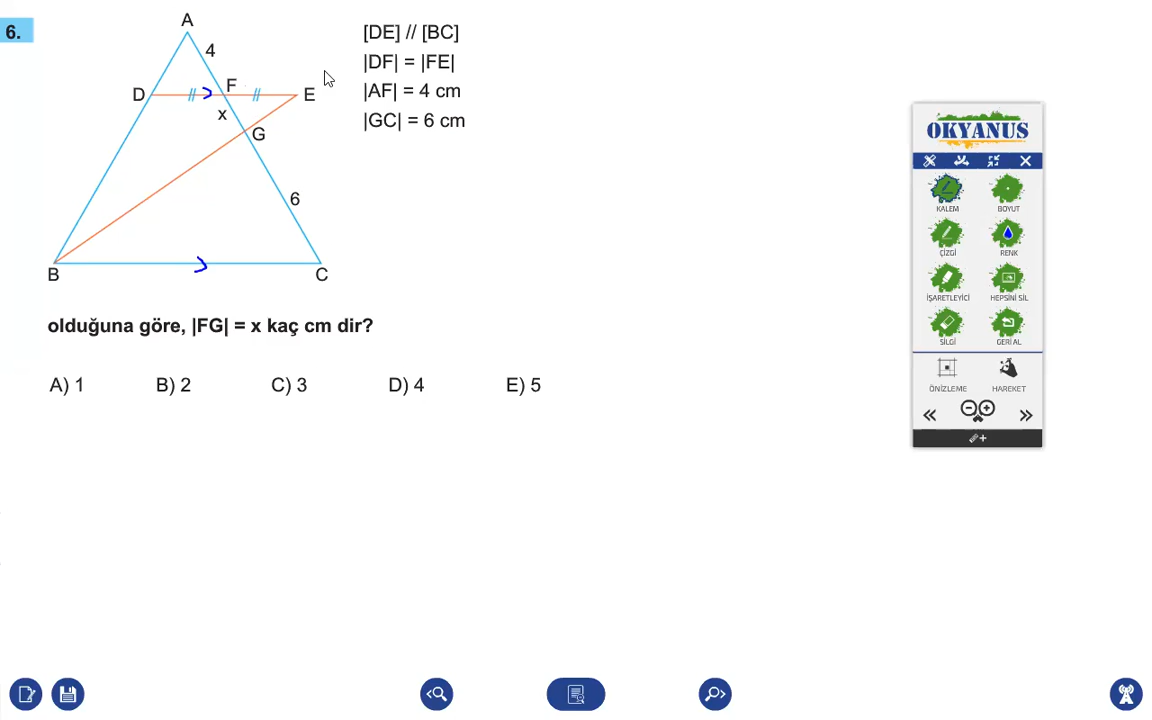 6.
A
4
D
F
E
x
G
6
B
C
[DE] // [BC]
|DF| = |FE|
|AF| = 4 cm
|GC| = 6 cm
olduğuna göre, |FG| = x kaç cm dir?
A) 1 B) 2 C) 3 D) 4 E) 5
OKYANUS
KALEM BOYUT
ÇİZGİ RENK
İŞARETLEYİCİ HEPSİNİ SİL
SİLGİ GERİ AL
ÖNİZLEME HAREKET